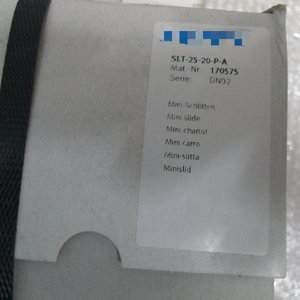 SLT-25-20-P-A
Mat.-Nr. 170575
Serie: DN02
Mini-Schlitten
Mini slide
Mini chariot
Mini carro
Mini-slitta
Minislid